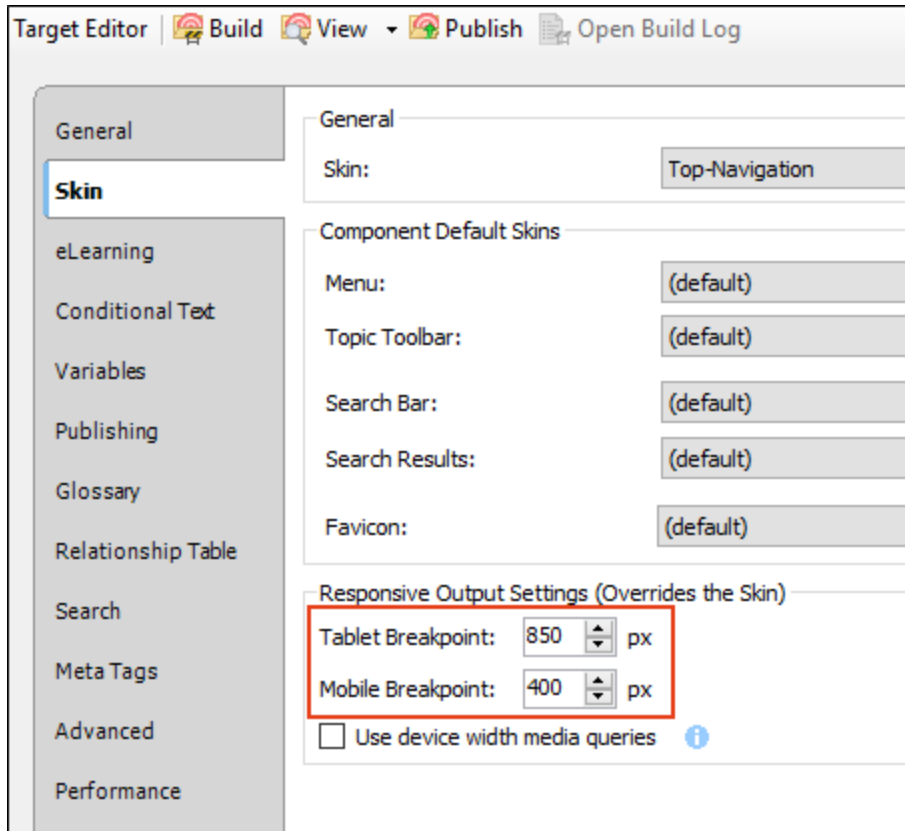 Target Editor Build View Publish Open Build Log
General
Skin
eLearning
Conditional Text
Variables
Publishing
Glossary
Relationship Table
Search
Meta Tags
Advanced
Performance
General
Skin: Top-Navigation
Component Default Skins
Menu: (default)
Topic Toolbar: (default)
Search Bar: (default)
Search Results: (default)
Favicon: (default)
Responsive Output Settings (Overrides the Skin)
Tablet Breakpoint: 850 px
Mobile Breakpoint: 400 px
Use device width media queries